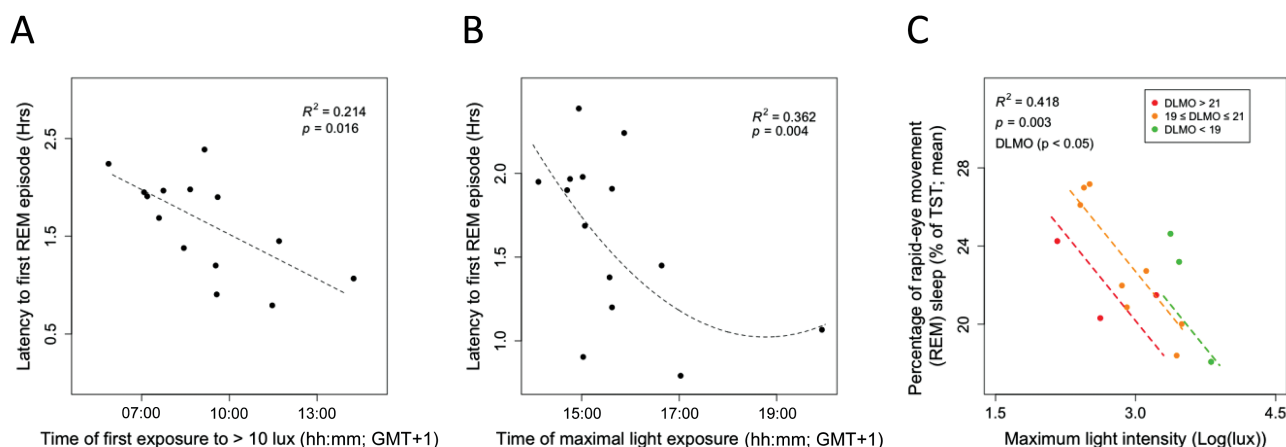 A
Latency to first REM episode (Hrs)
0.5
1.5
2.5
R² = 0.214
p = 0.016
07:00
10:00
13:00
Time of first exposure to > 10 lux (hh:mm; GMT+1)
B
Latency to first REM episode (Hrs)
1.0
1.5
2.0
R² = 0.362
p = 0.004
15:00
17:00
19:00
Time of maximal light exposure (hh:mm; GMT+1)
C
Percentage of rapid-eye movement
(REM) sleep (% of TST; mean)
20
24
28
R² = 0.418
p = 0.003
DLMO (p < 0.05)
DLMO > 21
19 ≤ DLMO ≤ 21
DLMO < 19
1.5
3.0
4.5
Maximum light intensity (Log(lux))